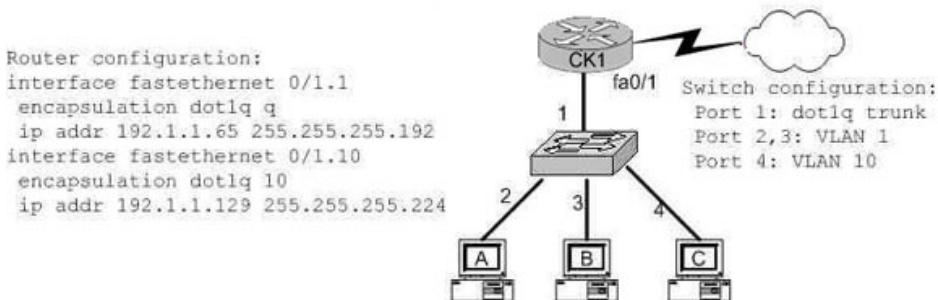 Router configuration:
interface fastethernet 0/1.1
encapsulation dot1q q
ip addr 192.1.1.65 255.255.255.192
interface fastethernet 0/1.10
encapsulation dot1q 10
ip addr 192.1.1.129 255.255.255.224
CK1
fa0/1
1
2
3
4
A
B
C
Switch configuration:
Port 1: dot1q trunk
Port 2,3: VLAN 1
Port 4: VLAN 10